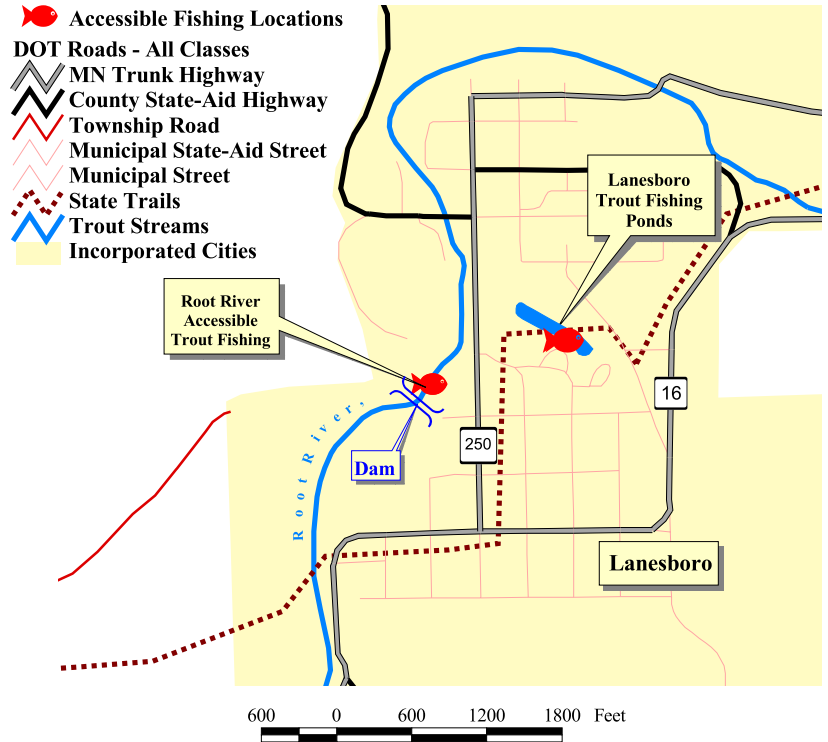 Accessible Fishing Locations
DOT Roads - All Classes
MN Trunk Highway
County State-Aid Highway
Township Road
Municipal State-Aid Street
Municipal Street
State Trails
Trout Streams
Incorporated Cities
Lanesboro
Trout Fishing
Ponds
Root River
Accessible
Trout Fishing
Root River,
Dam
250
16
Lanesboro
600 0 600 1200 1800 Feet